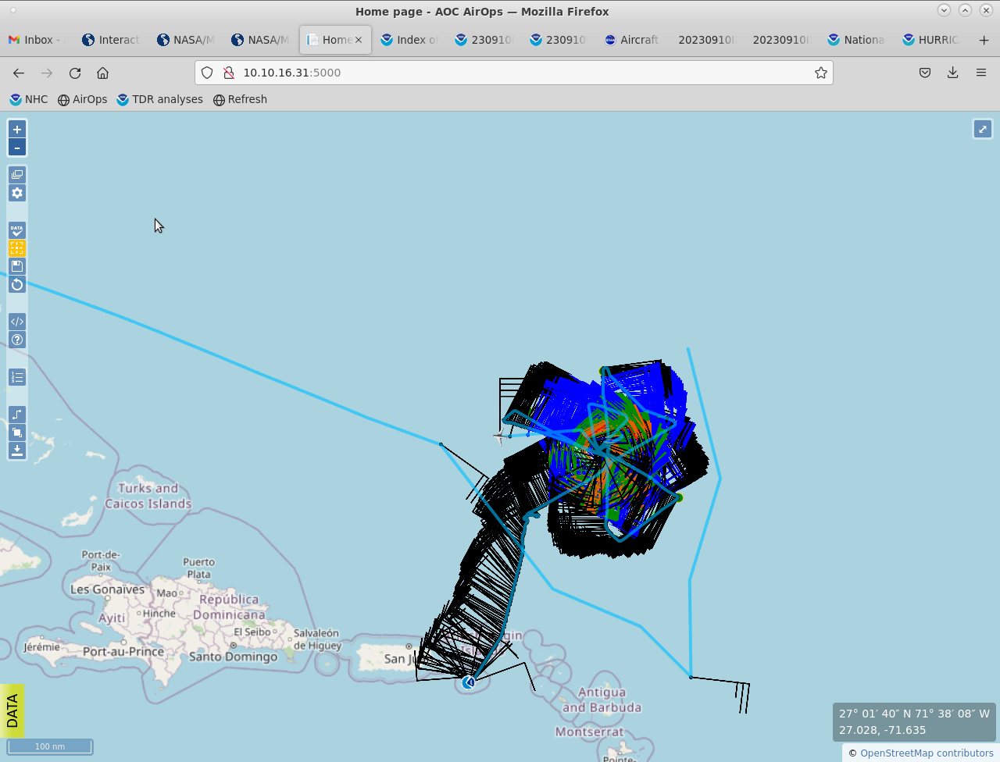 Home page - AOC AirOps — Mozilla Firefox
Inbox -
Interact
NASA/M
NASA/M
Home
Index o
230910
230910
Aircraft
20230910
20230910
Nationa
HURRIC
10.10.16.31:5000
NHC
AirOps
TDR analyses
Refresh
+
-
DATA
</>
Turks and
Caicos Islands
Port-de-
Paix
Puerto
Plata
Les Gonaïves
Mao
República
Dominicana
Ayiti
Hinche
El Seibo
Salvaleón
de Higüey
Jérémie
Port-au-Prince
Santo Domingo
San Ju
Antigua
and Barbuda
Montserrat
Pointe-
DATA
100 nm
27° 01′ 40″ N 71° 38′ 08″ W
27.028, -71.635
© OpenStreetMap contributors